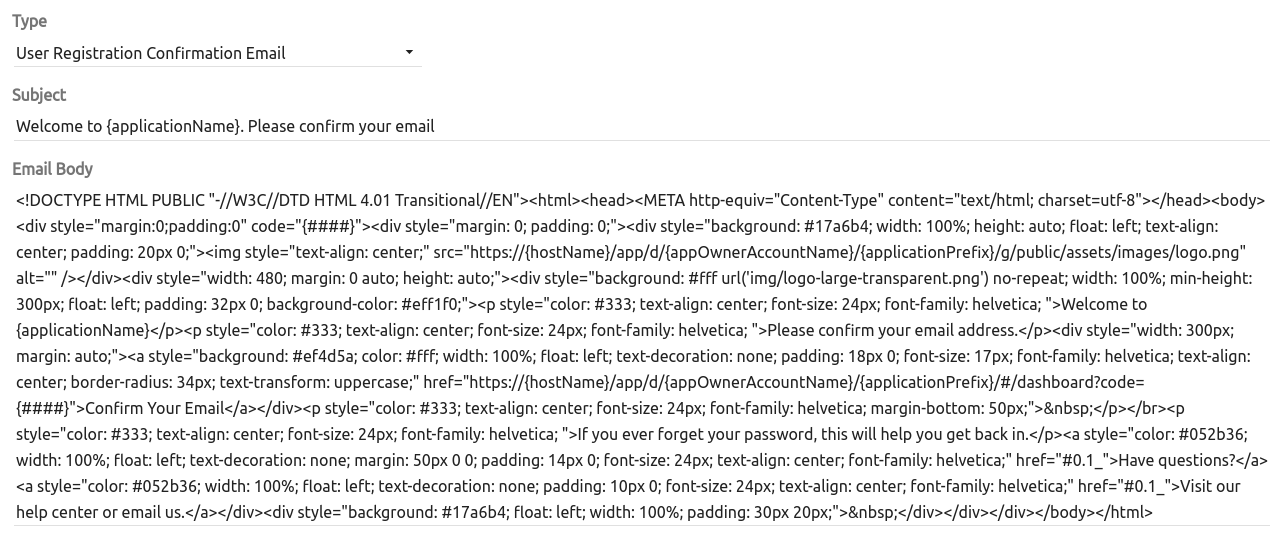 Type
User Registration Confirmation Email
Subject
Welcome to {applicationName}. Please confirm your email
Email Body
<!DOCTYPE HTML PUBLIC "-//W3C//DTD HTML 4.01 Transitional//EN"><html><head><META http-equiv="Content-Type" content="text/html; charset=utf-8"></head><body>
<div style="margin:0;padding:0" code="{####}"><div style="margin: 0; padding: 0;"><div style="background: #17a6b4; width: 100%; height: auto; float: left; text-align:
center; padding: 20px 0;"><img style="text-align: center;" src="https://{hostName}/app/d/{appOwnerAccountName}/{applicationPrefix}/g/public/assets/images/logo.png"
alt="" /></div><div style="width: 480; margin: 0 auto; height: auto;"><div style="background: #fff url('img/logo-large-transparent.png') no-repeat; width: 100%; min-height:
300px; float: left; padding: 32px 0; background-color: #eff1f0;"><p style="color: #333; text-align: center; font-size: 24px; font-family: helvetica; ">Welcome to
{applicationName}</p><p style="color: #333; text-align: center; font-size: 24px; font-family: helvetica; ">Please confirm your email address.</p><div style="width: 300px;
margin: auto;"><a style="background: #ef4d5a; color: #fff; width: 100%; float: left; text-decoration: none; padding: 18px 0; font-size: 17px; font-family: helvetica; text-align:
center; border-radius: 34px; text-transform: uppercase;" href="https://{hostName}/app/d/{appOwnerAccountName}/{applicationPrefix}/#/dashboard?code=
{####}">Confirm Your Email</a></div><p style="color: #333; text-align: center; font-size: 24px; font-family: helvetica; margin-bottom: 50px;">&nbsp;</p></br><p
style="color: #333; text-align: center; font-size: 24px; font-family: helvetica; ">If you ever forget your password, this will help you get back in.</p><a style="color: #052b36;
width: 100%; float: left; text-decoration: none; margin: 50px 0 0; padding: 14px 0; font-size: 24px; text-align: center; font-family: helvetica;" href="#0.1_">Have questions?</a>
<a style="color: #052b36; width: 100%; float: left; text-decoration: none; padding: 10px 0; font-size: 24px; text-align: center; font-family: helvetica;" href="#0.1_">Visit our
help center or email us.</a></div><div style="background: #17a6b4; float: left; width: 100%; padding: 30px 20px;">&nbsp;</div></div></div></body></html>